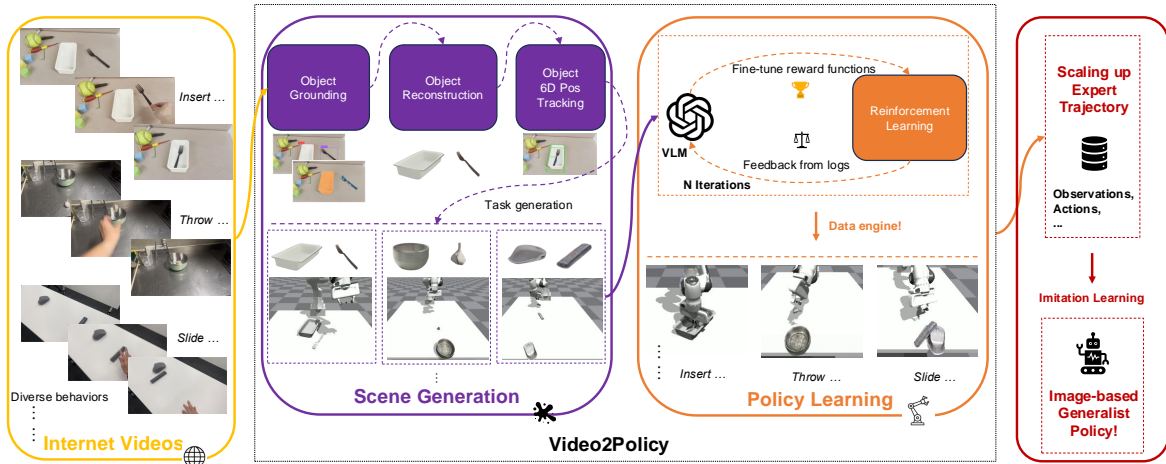 Insert ...
Throw ...
Slide ...
Diverse behaviors
Internet Videos
Object
Grounding
Object
Reconstruction
Object
6D Pos
Tracking
Task generation
Scene Generation
Fine-tune reward functions
VLM
Reinforcement
Learning
Feedback from logs
N Iterations
Data engine!
Insert ...
Throw ...
Slide ...
Policy Learning
Video2Policy
Scaling up
Expert
Trajectory
Observations,
Actions,
...
Imitation Learning
Image-based
Generalist
Policy!